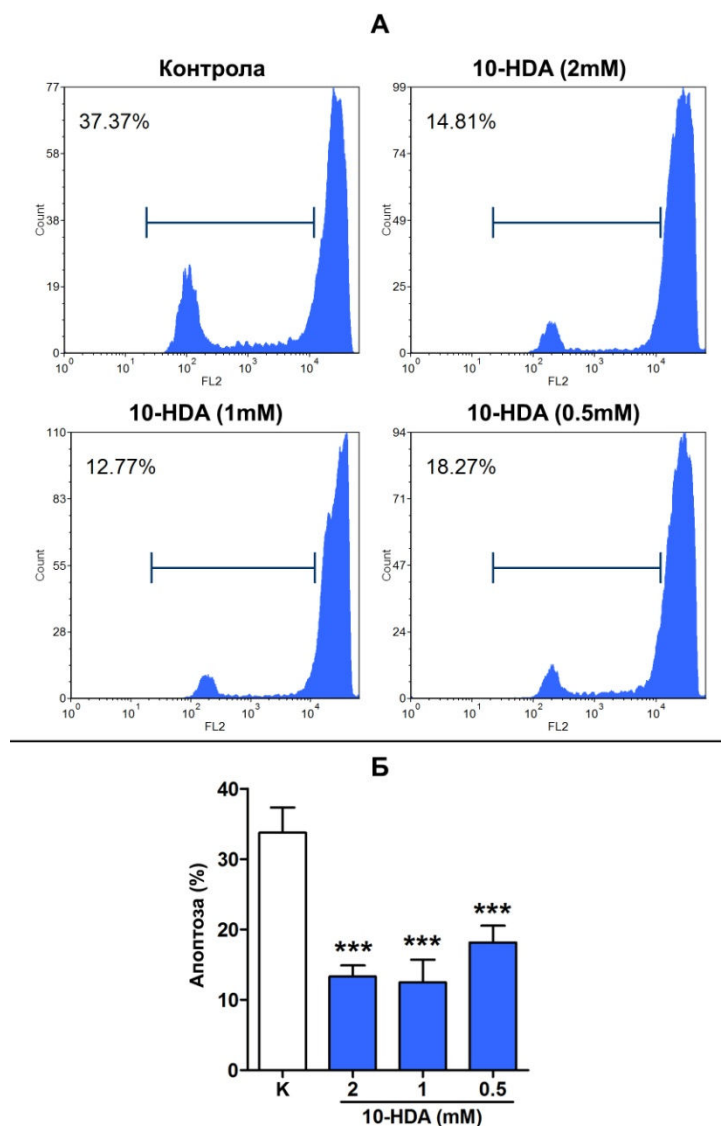 А
Контрола
10-HDA (2mM)
77
58
38
19
0
Count
37.37%
10⁰ 10¹ 10² 10³ 10⁴
FL2
99
74
49
25
0
Count
14.81%
10⁰ 10¹ 10² 10³ 10⁴
FL2
10-HDA (1mM)
10-HDA (0.5mM)
110
83
55
28
0
Count
12.77%
10⁰ 10¹ 10² 10³ 10⁴
FL2
94
71
47
24
0
Count
18.27%
10⁰ 10¹ 10² 10³ 10⁴
FL2
Б
Апоптоза (%)
40
30
20
10
0
***
***
***
К 2 1 0.5
10-HDA (mM)